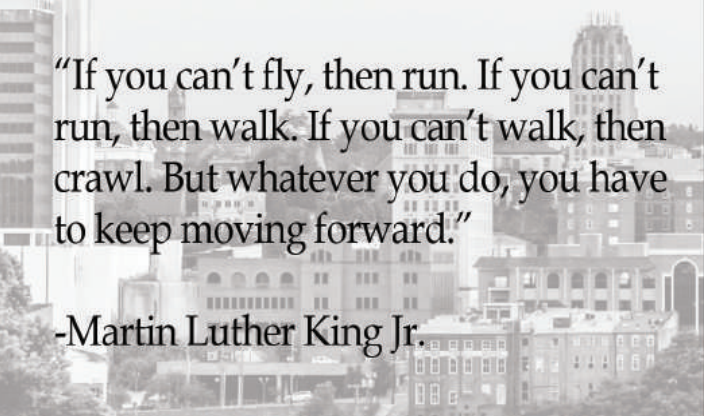 “If you can’t fly, then run. If you can’t
run, then walk. If you can’t walk, then
crawl. But whatever you do, you have
to keep moving forward.”
-Martin Luther King Jr.